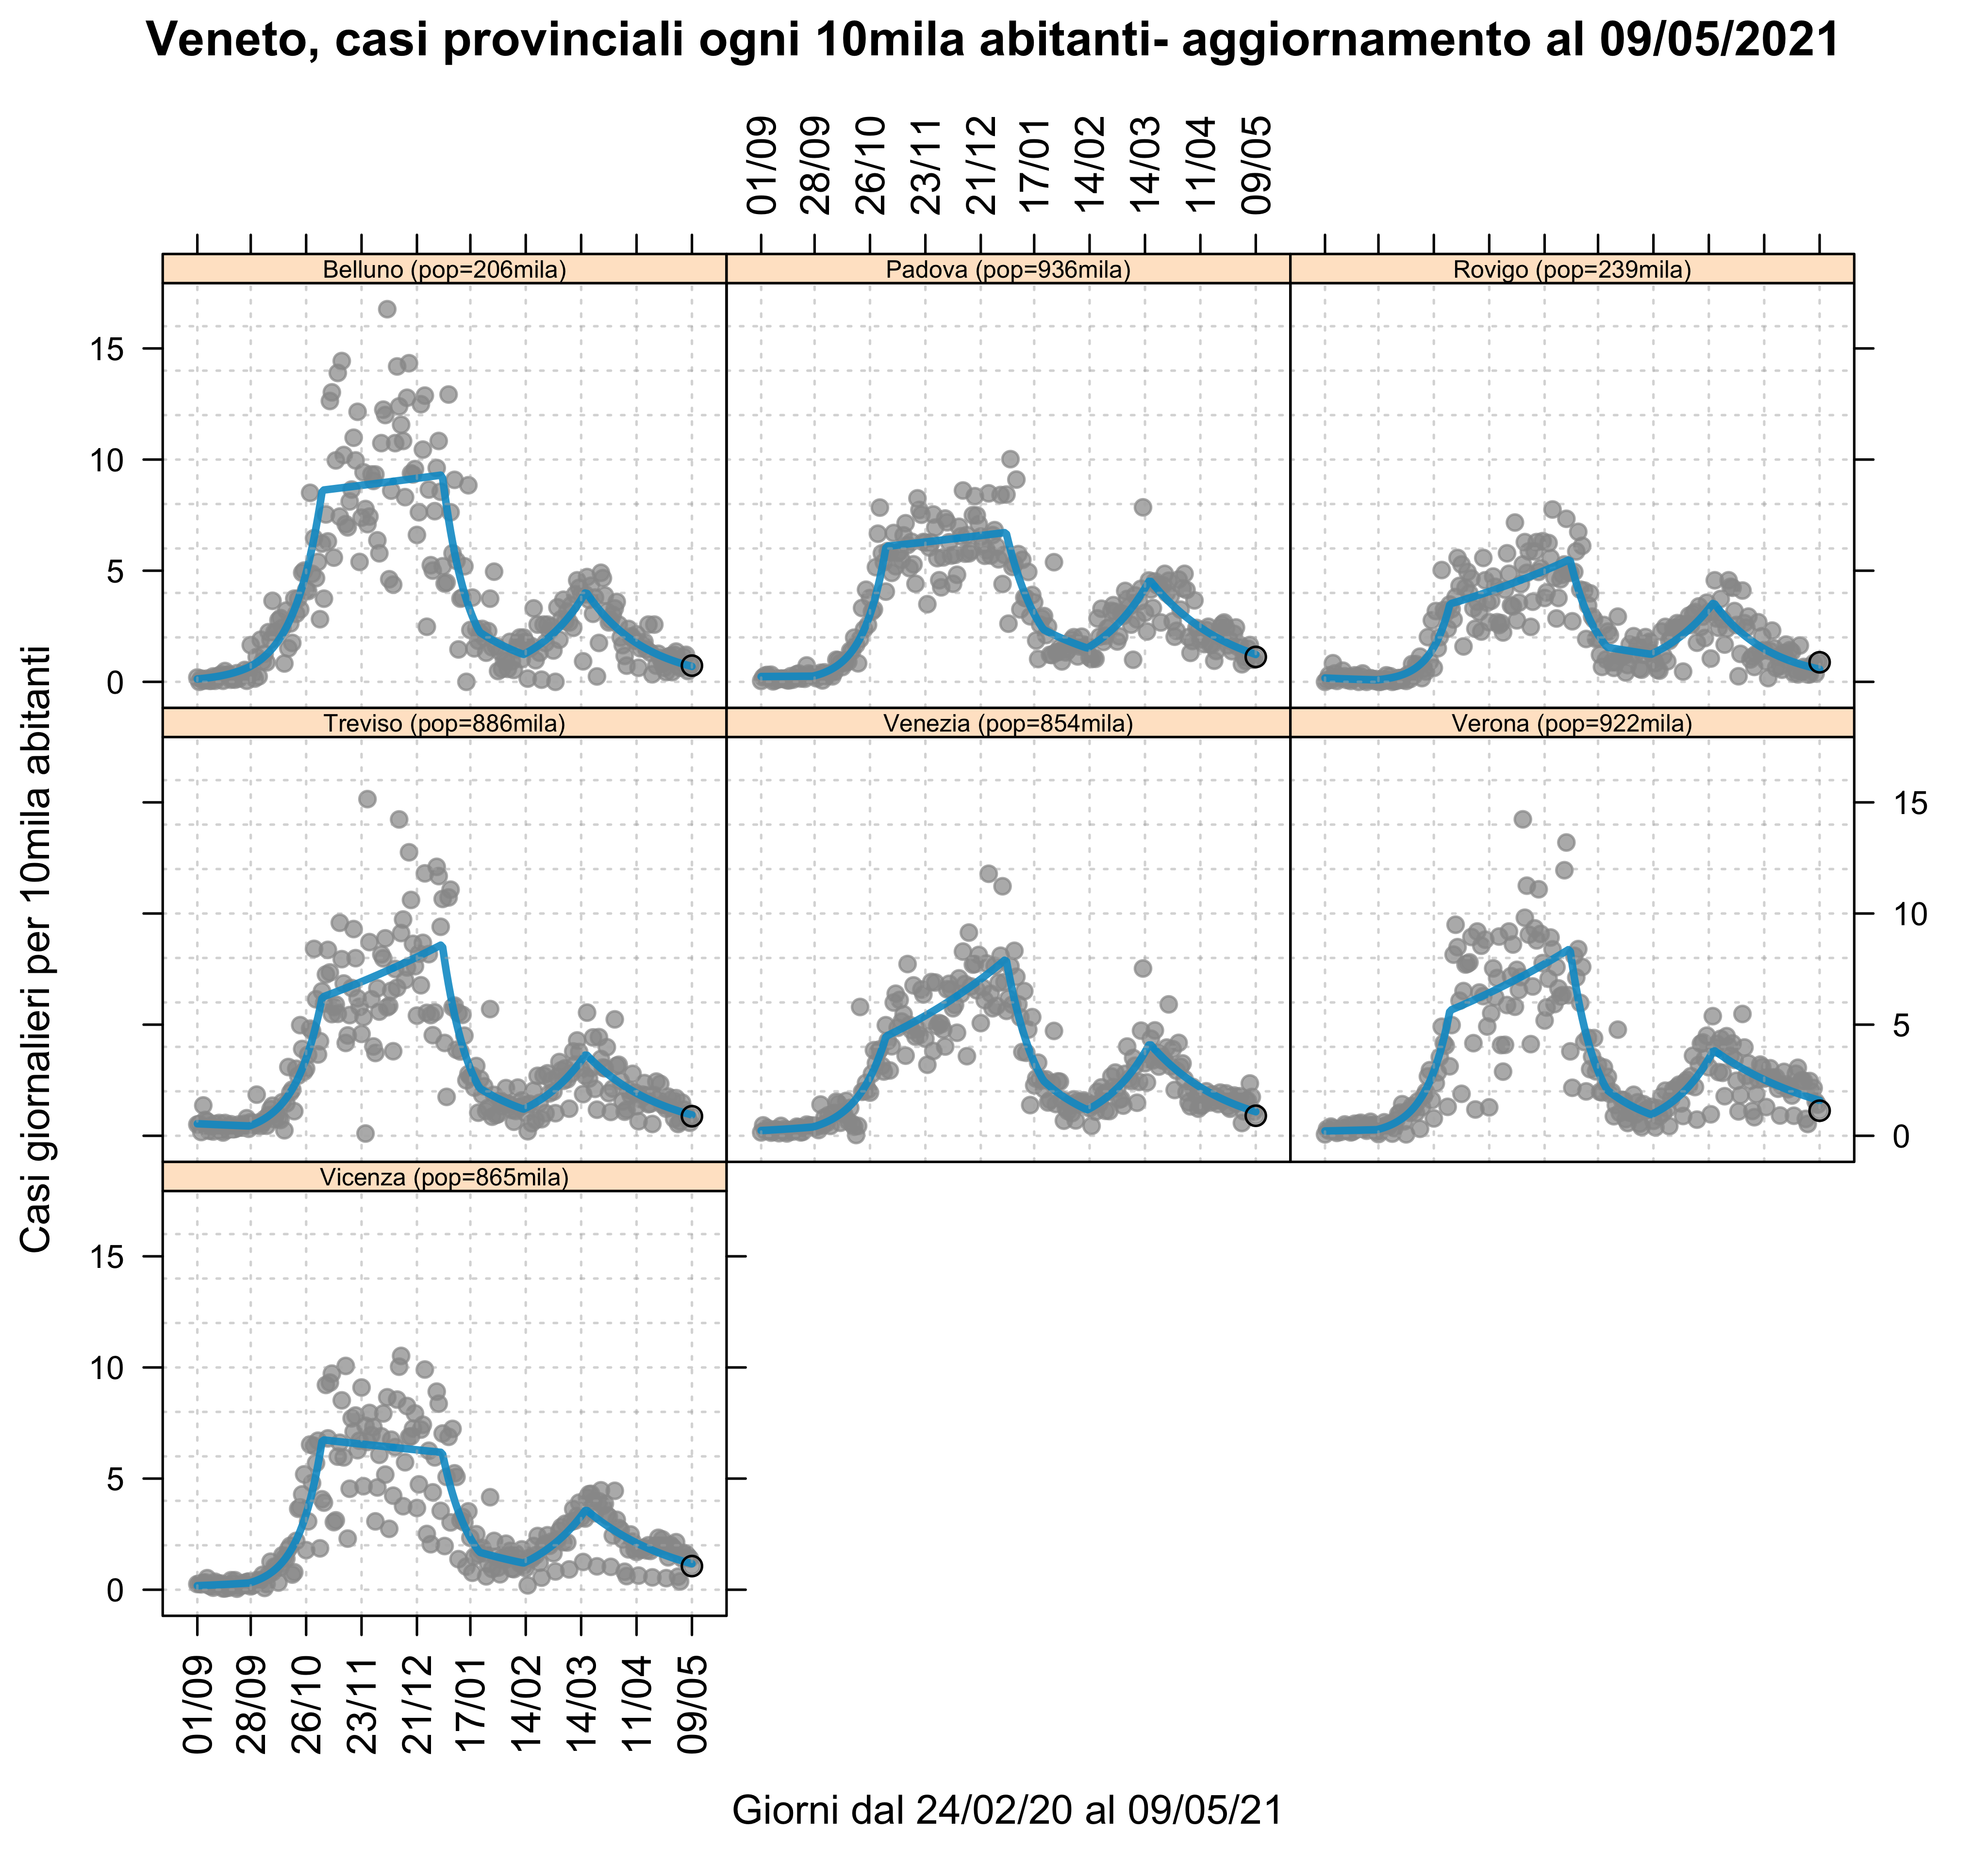 Veneto, casi provinciali ogni 10mila abitanti- aggiornamento al 09/05/2021
01/09 28/09 26/10 23/11 21/12 17/01 14/02 14/03 11/04 09/05
Belluno (pop=206mila) Padova (pop=936mila) Rovigo (pop=239mila)
15
10
5
0
Treviso (pop=886mila) Venezia (pop=854mila) Verona (pop=922mila)
15
10
5
0
Vicenza (pop=865mila)
15
10
5
0
01/09 28/09 26/10 23/11 21/12 17/01 14/02 14/03 11/04 09/05
Casi giornalieri per 10mila abitanti
Giorni dal 24/02/20 al 09/05/21